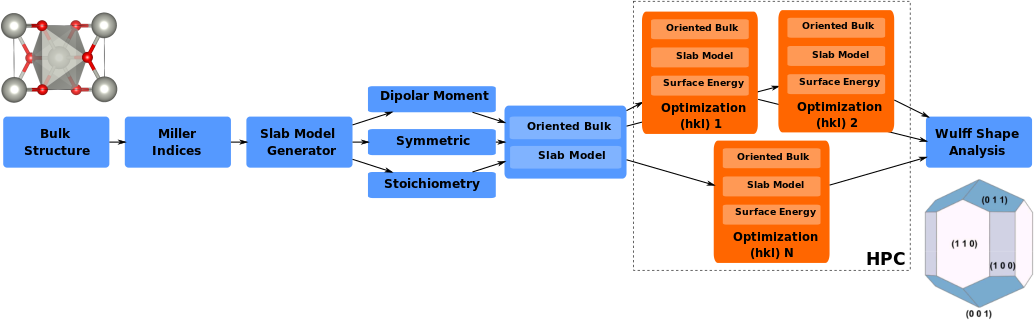 Bulk
Structure
Miller
Indices
Slab Model
Generator
Dipolar Moment
Symmetric
Stoichiometry
Oriented Bulk
Slab Model
Oriented Bulk
Slab Model
Surface Energy
Optimization
(hkl) 1
Oriented Bulk
Slab Model
Surface Energy
Optimization
(hkl) 2
Oriented Bulk
Slab Model
Surface Energy
Optimization
(hkl) N
HPC
Wulff Shape
Analysis
(0 1 1)
(1 1 0)
(1 0 0)
(0 0 1)